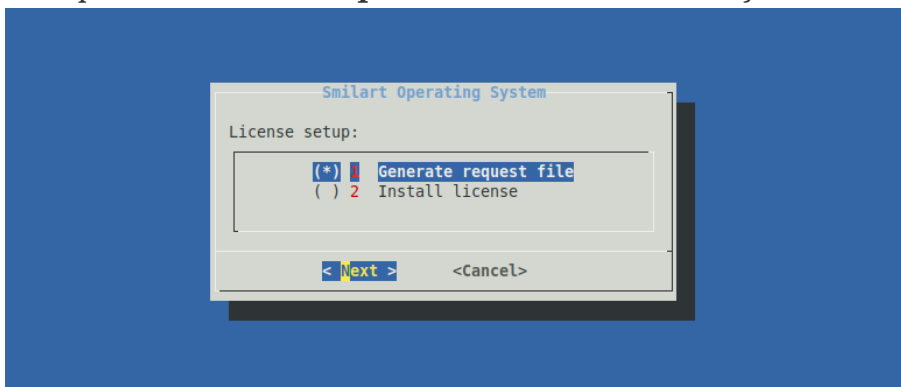 Smilart Operating System
License setup:
(*) 1 Generate request file
( ) 2 Install license
< Next > <Cancel>